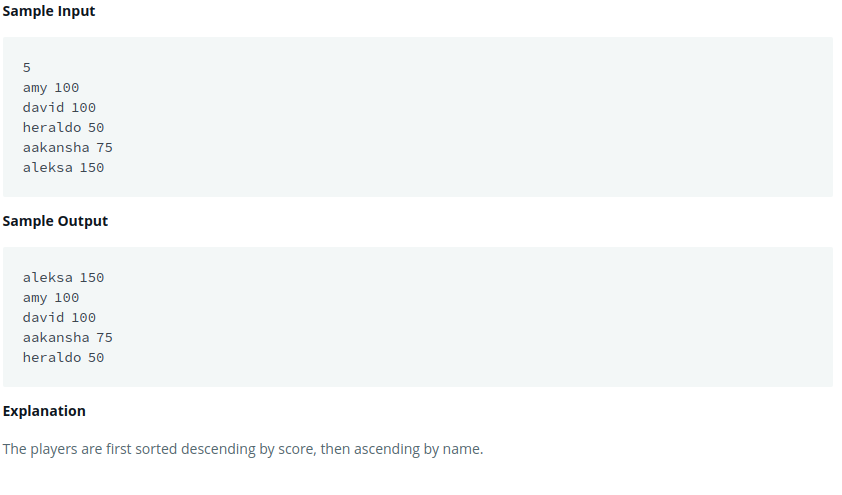 Sample Input
5
amy 100
david 100
heraldo 50
aakansha 75
aleksa 150
Sample Output
aleksa 150
amy 100
david 100
aakansha 75
heraldo 50
Explanation
The players are first sorted descending by score, then ascending by name.